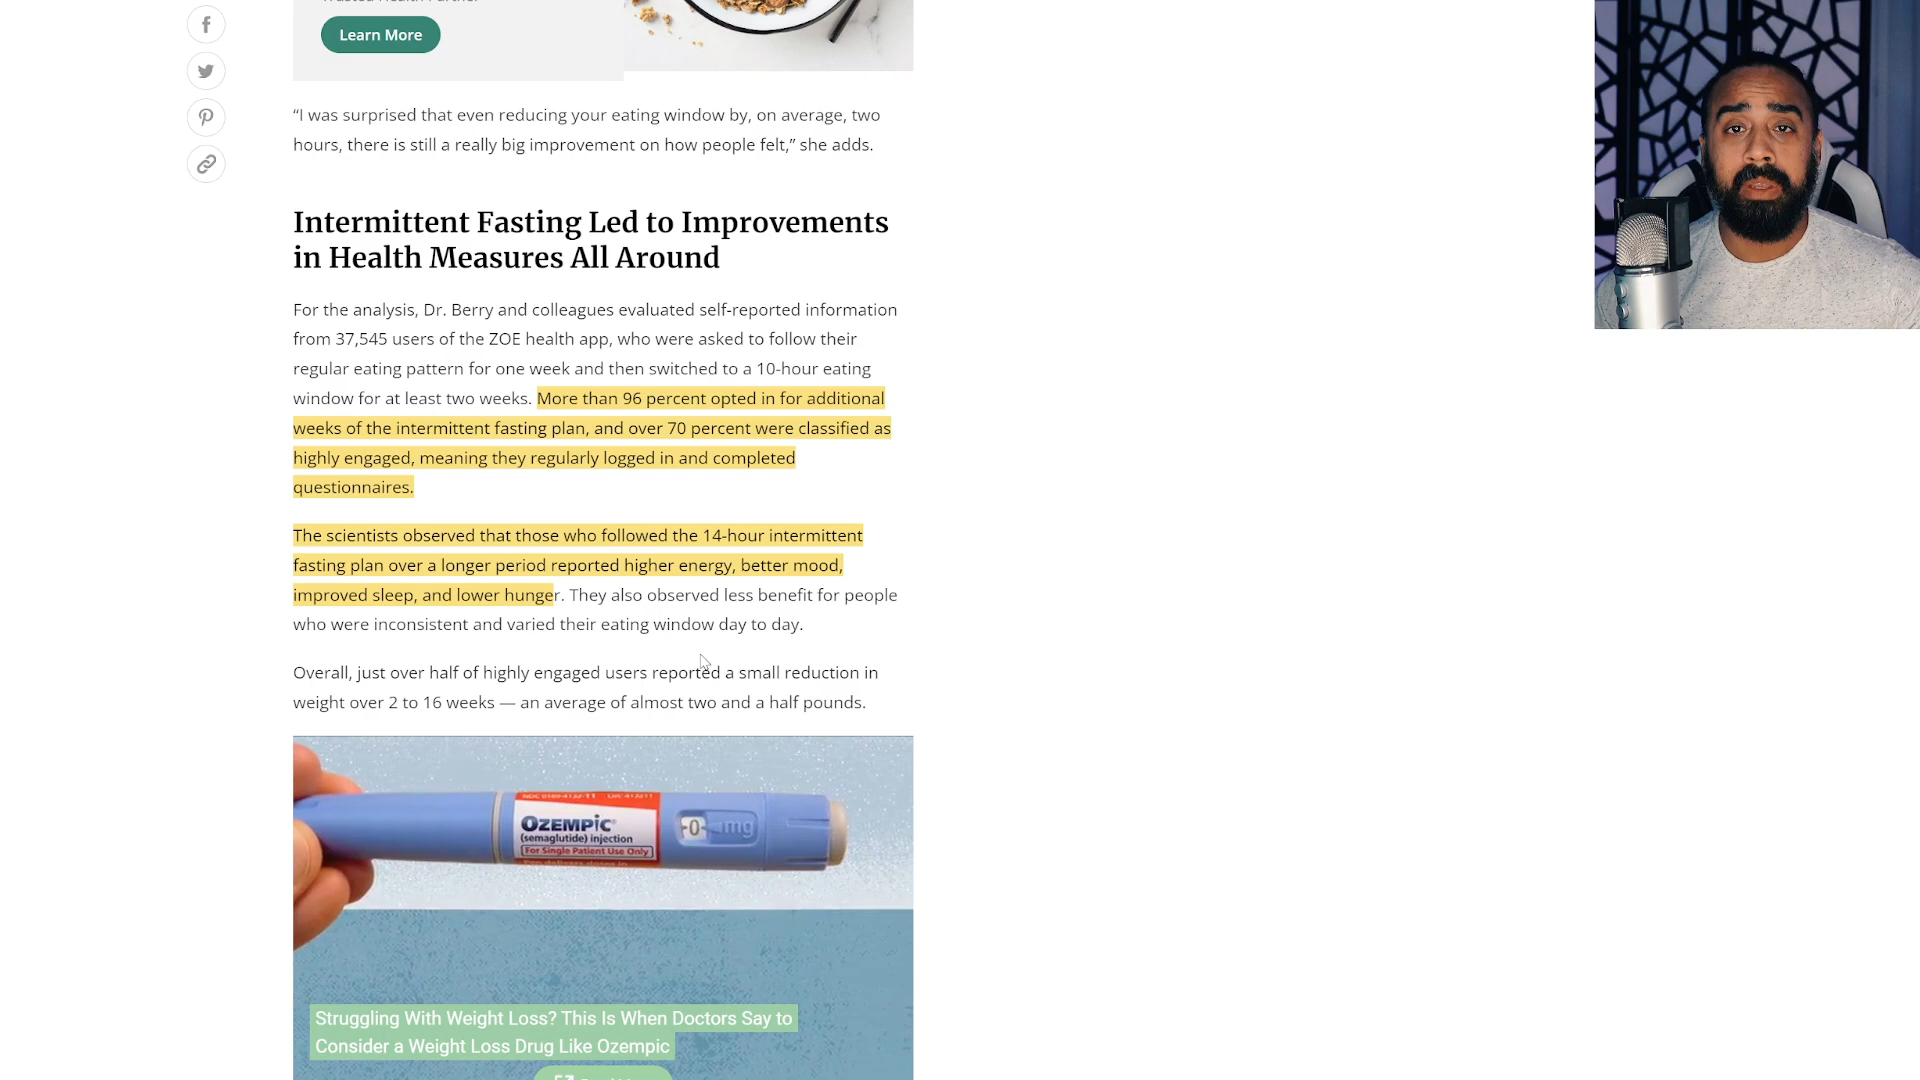 Learn More
“I was surprised that even reducing your eating window by, on average, two
hours, there is still a really big improvement on how people felt,” she adds.
Intermittent Fasting Led to Improvements
in Health Measures All Around
For the analysis, Dr. Berry and colleagues evaluated self-reported information
from 37,545 users of the ZOE health app, who were asked to follow their
regular eating pattern for one week and then switched to a 10-hour eating
window for at least two weeks. More than 96 percent opted in for additional
weeks of the intermittent fasting plan, and over 70 percent were classified as
highly engaged, meaning they regularly logged in and completed
questionnaires.
The scientists observed that those who followed the 14-hour intermittent
fasting plan over a longer period reported higher energy, better mood,
improved sleep, and lower hunger. They also observed less benefit for people
who were inconsistent and varied their eating window day to day.
Overall, just over half of highly engaged users reported a small reduction in
weight over 2 to 16 weeks — an average of almost two and a half pounds.
OZEMPIC®
(semaglutide) injection
For Single Patient Use Only
0 mg
Struggling With Weight Loss? This Is When Doctors Say to
Consider a Weight Loss Drug Like Ozempic